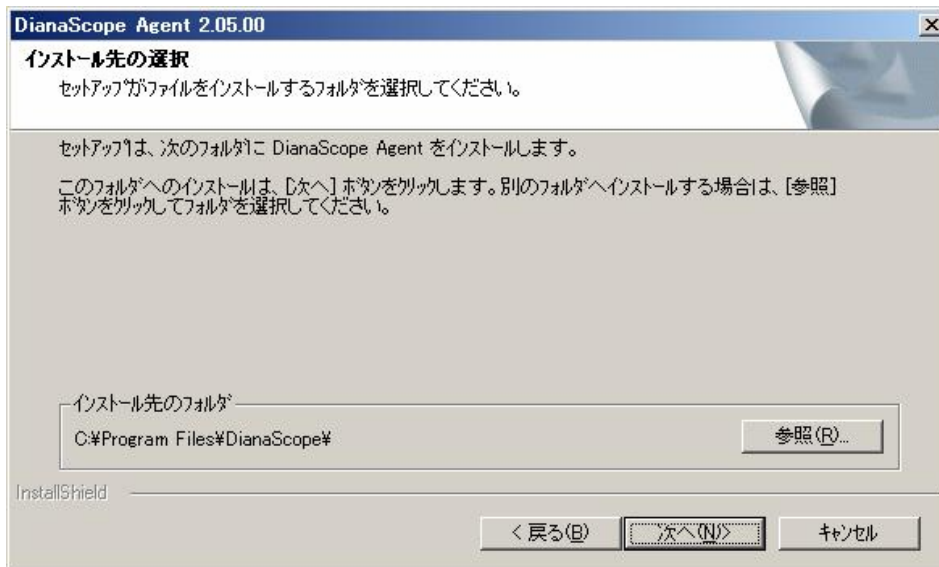 DianaScope Agent 2.05.00
インストール先の選択
セットアップがファイルをインストールするフォルダを選択してください。
セットアップは、次のフォルダに DianaScope Agent をインストールします。
このフォルダへのインストールは、[次へ] ボタンをクリックします。別のフォルダへインストールする場合は、[参照]
ボタンをクリックしてフォルダを選択してください。
インストール先のフォルダ
C:¥Program Files¥DianaScope¥
参照(R)...
InstallShield
< 戻る(B)
次へ(N)>
キャンセル